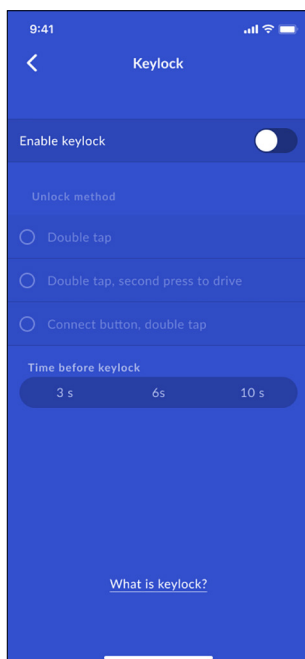 9:41
Keylock
Enable keylock
Unlock method
Double tap
Double tap, second press to drive
Connect button, double tap
Time before keylock
3 s 6s 10 s
What is keylock?